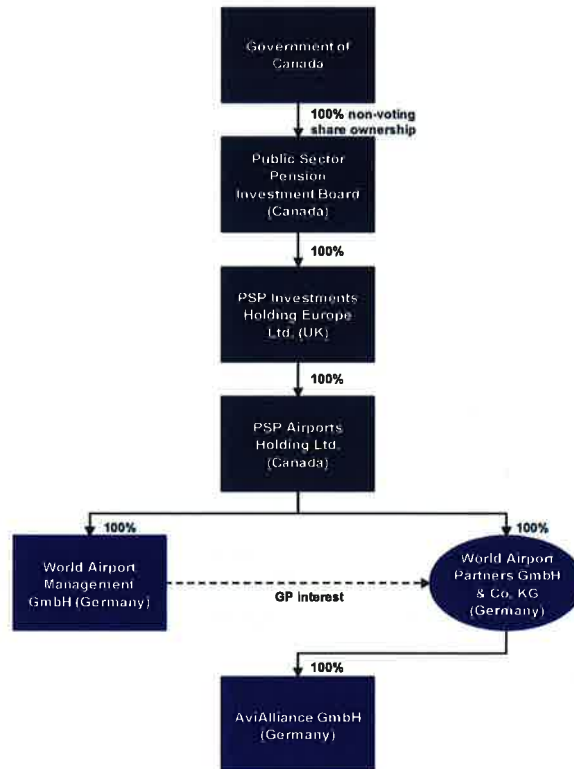 Government of
Canada
100% non-voting
share ownership
Public Sector
Pension
Investment Board
(Canada)
100%
PSP Investments
Holding Europe
Ltd. (UK)
100%
PSP Airports
Holding Ltd.
(Canada)
100%
100%
World Airport
Management
GmbH (Germany)
GP interest
World Airport
Partners GmbH
& Co. KG
(Germany)
100%
AviAlliance GmbH
(Germany)